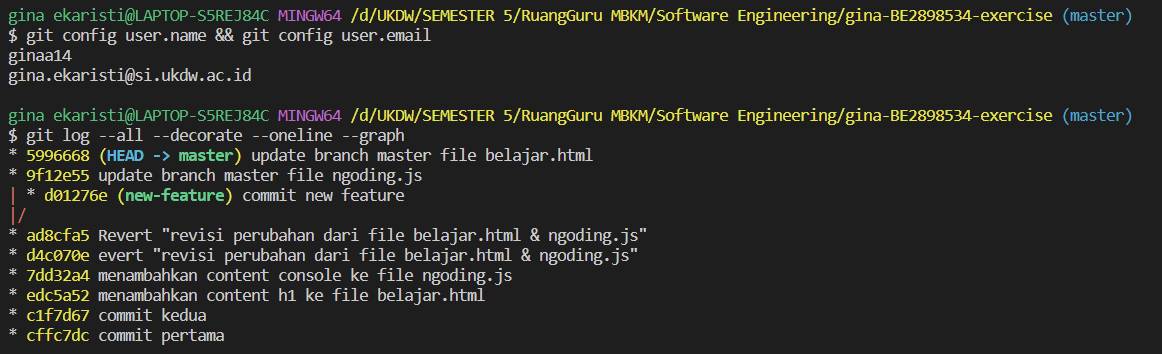 gina ekaristi@LAPTOP-S5REJ84C MINGW64 /d/UKDW/SEMESTER 5/RuangGuru MBKM/Software Engineering/gina-BE2898534-exercise (master)
$ git config user.name && git config user.email
ginaa14
gina.ekaristi@si.ukdw.ac.id

gina ekaristi@LAPTOP-S5REJ84C MINGW64 /d/UKDW/SEMESTER 5/RuangGuru MBKM/Software Engineering/gina-BE2898534-exercise (master)
$ git log --all --decorate --oneline --graph
* 5996668 (HEAD -> master) update branch master file belajar.html
* 9f12e55 update branch master file ngoding.js
| * d01276e (new-feature) commit new feature
|/
* ad8cfa5 Revert "revisi perubahan dari file belajar.html & ngoding.js"
* d4c070e evert "revisi perubahan dari file belajar.html & ngoding.js"
* 7dd32a4 menambahkan content console ke file ngoding.js
* edc5a52 menambahkan content h1 ke file belajar.html
* c1f7d67 commit kedua
* cffc7dc commit pertama